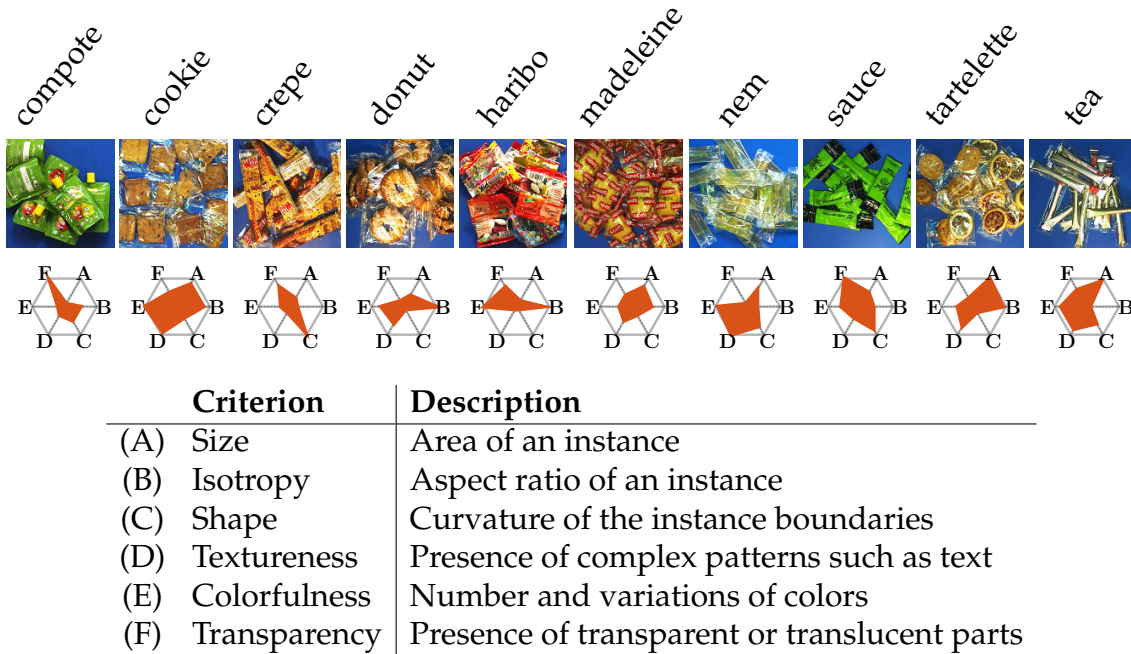 compote cookie crepe donut haribo madeleine nem sauce tartelette tea
F A F A F A F A F A F A F A F A F A F A
E B E B E B E B E B E B E B E B E B E B
D C D C D C D C D C D C D C D C D C D C
Criterion Description
(A) Size Area of an instance
(B) Isotropy Aspect ratio of an instance
(C) Shape Curvature of the instance boundaries
(D) Textureness Presence of complex patterns such as text
(E) Colorfulness Number and variations of colors
(F) Transparency Presence of transparent or translucent parts